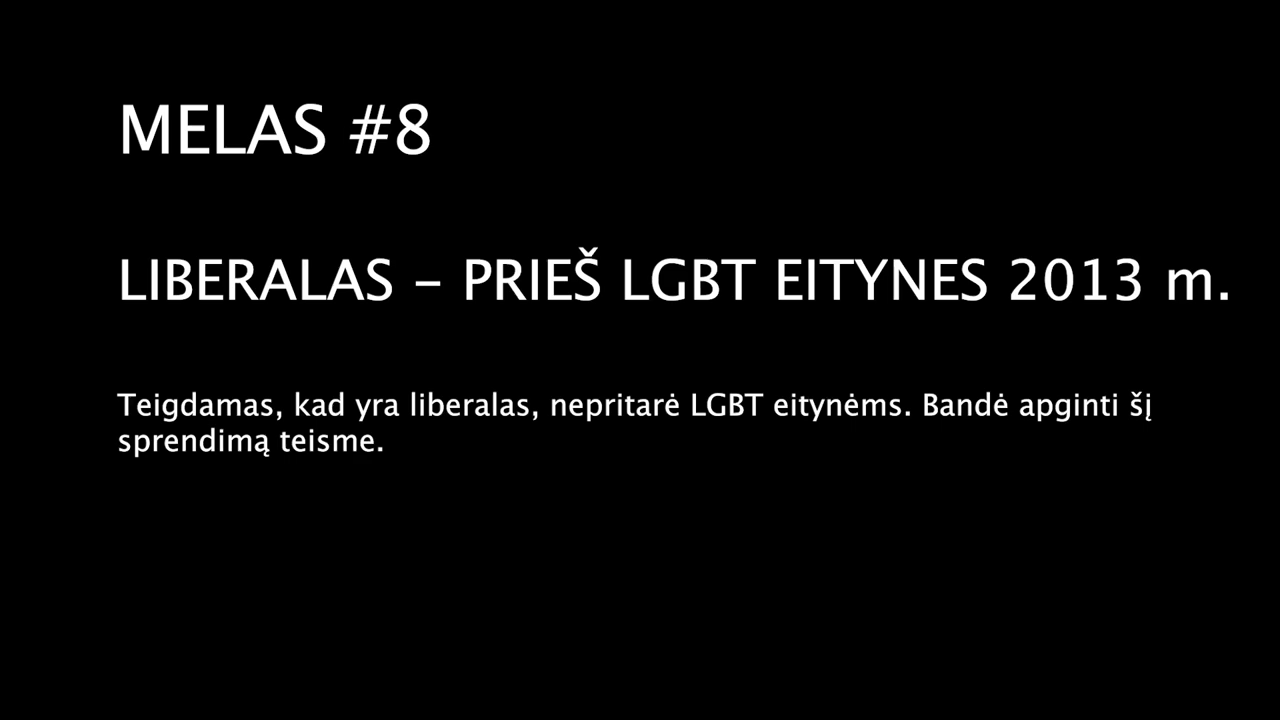 MELAS #8
LIBERALAS – PRIEŠ LGBT EITYNES 2013 m.
Teigdamas, kad yra liberalas, nepritarė LGBT eitynėms. Bandė apginti šį
sprendimą teisme.